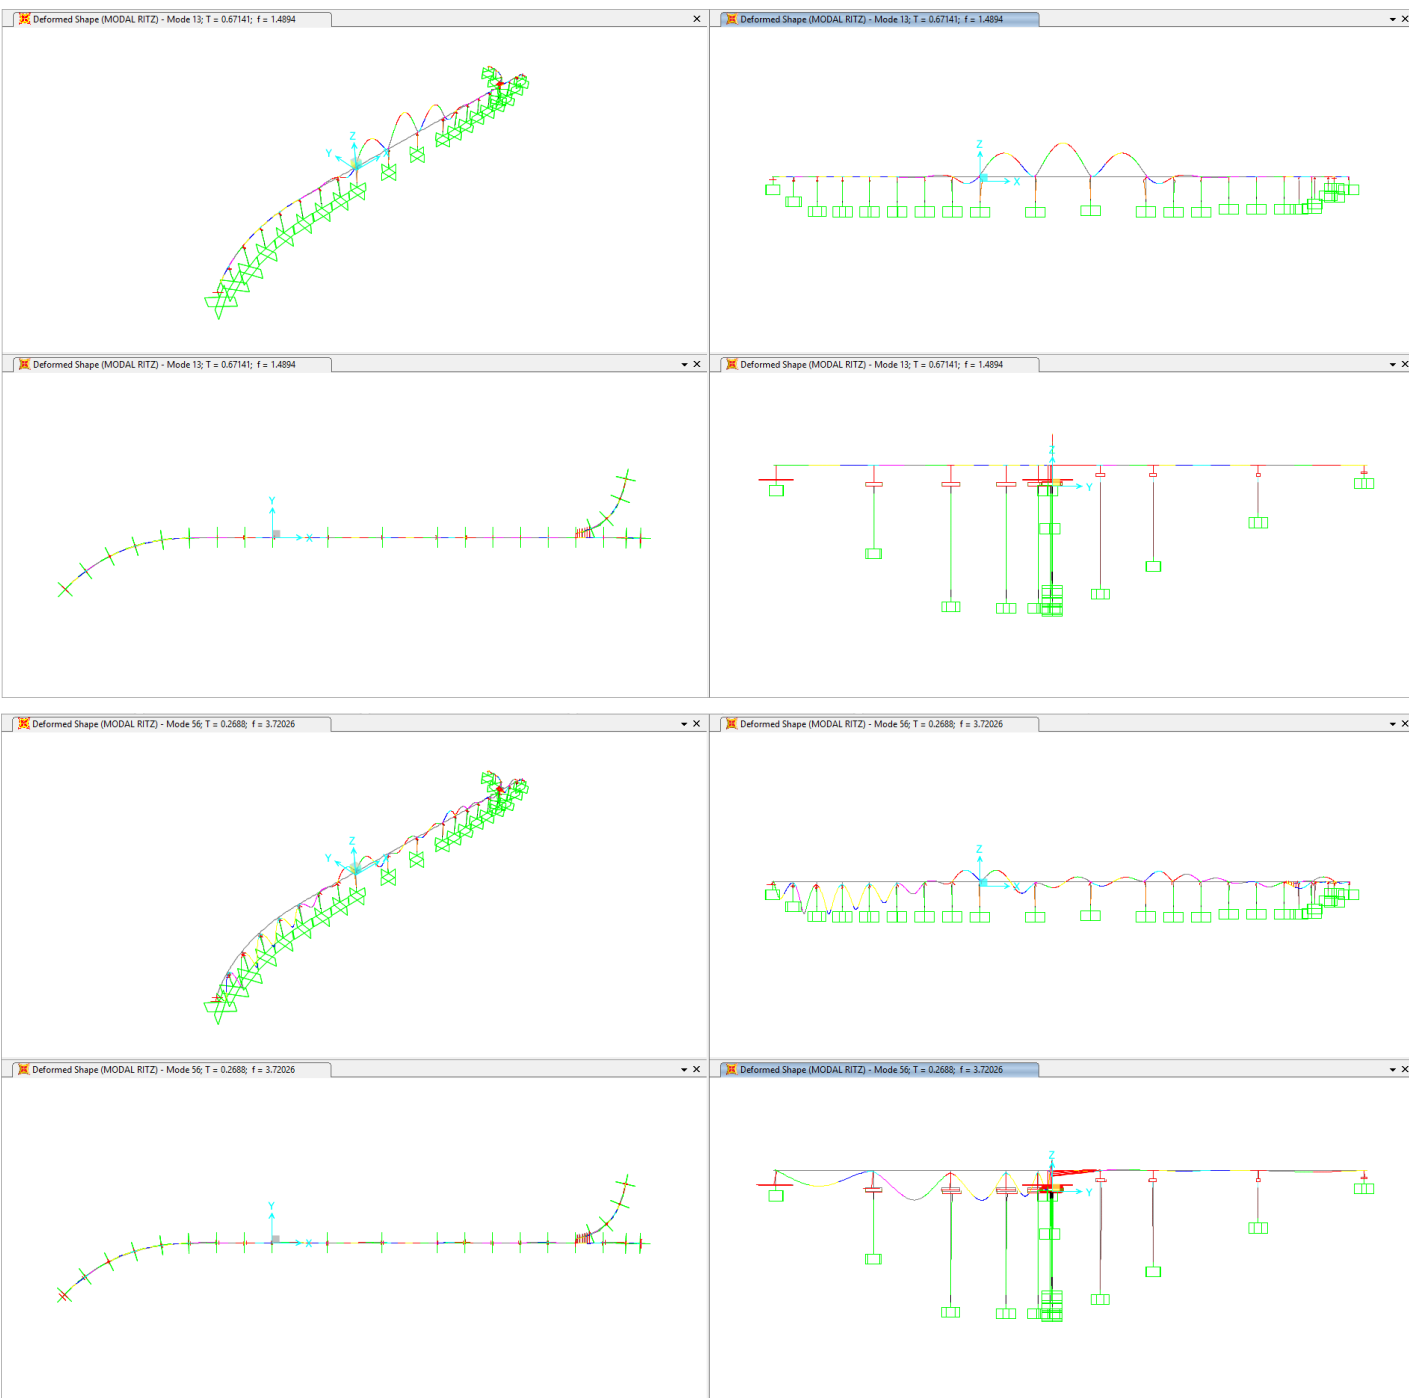 Deformed Shape (MODAL RITZ) - Mode 13; T = 0.67141; f = 1.4894
Deformed Shape (MODAL RITZ) - Mode 13; T = 0.67141; f = 1.4894
Z
Y
Z
X
Deformed Shape (MODAL RITZ) - Mode 13; T = 0.67141; f = 1.4894
Deformed Shape (MODAL RITZ) - Mode 13; T = 0.67141; f = 1.4894
Y
X
Z
Y
Deformed Shape (MODAL RITZ) - Mode 56; T = 0.2688; f = 3.72026
Deformed Shape (MODAL RITZ) - Mode 56; T = 0.2688; f = 3.72026
Z
Y
Z
X
Deformed Shape (MODAL RITZ) - Mode 56; T = 0.2688; f = 3.72026
Deformed Shape (MODAL RITZ) - Mode 56; T = 0.2688; f = 3.72026
Y
X
Z
Y